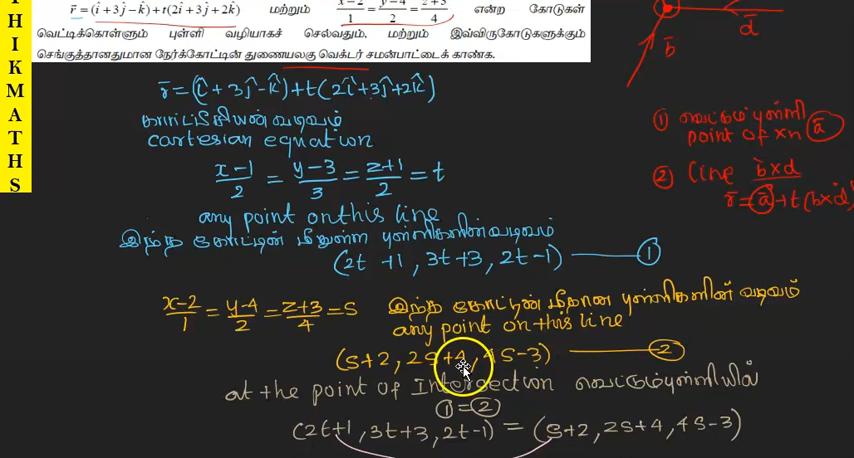 T
H
I
K
M
A
T
H
S
r̄ = (î + 3ĵ − k̂) + t(2î + 3ĵ + 2k̂) மற்றும் x−2/1 = y−4/2 = z+3/4 என்ற கோடுகள்
வெட்டிக்கொள்ளும் புள்ளி வழியாகச் செல்வதும், மற்றும் இவ்விருகோடுகளுக்கும்
செங்குத்தானதுமான நேர்க்கோட்டின் துணையலகு வெக்டர் சமன்பாட்டைக் காண்க.
r̄ = (î + 3ĵ − k̂) + t(2î + 3ĵ + 2k̂)
கார்டீசியன் வடிவம்
cartesian equation
x−1/2 = y−3/3 = z+1/2 = t
any point on this line
இந்த கோட்டின் மீதுள்ள புள்ளிகளின் வடிவம்
(2t+1, 3t+3, 2t−1) —— ①
x−2/1 = y−4/2 = z+3/4 = s இந்த கோட்டின் மீதான புள்ளிகளின் வடிவம்
any point on this line
(s+2, 2s+4, 4s−3) —— ②
at the point of Intersection வெட்டும்புள்ளியில்
① = ②
(2t+1, 3t+3, 2t−1) = (s+2, 2s+4, 4s−3)
b̄
d̄
① வெட்டும்புள்ளி
point of xn ā
② Line b̄×d̄
r̄ = ā + t(b̄×d̄)